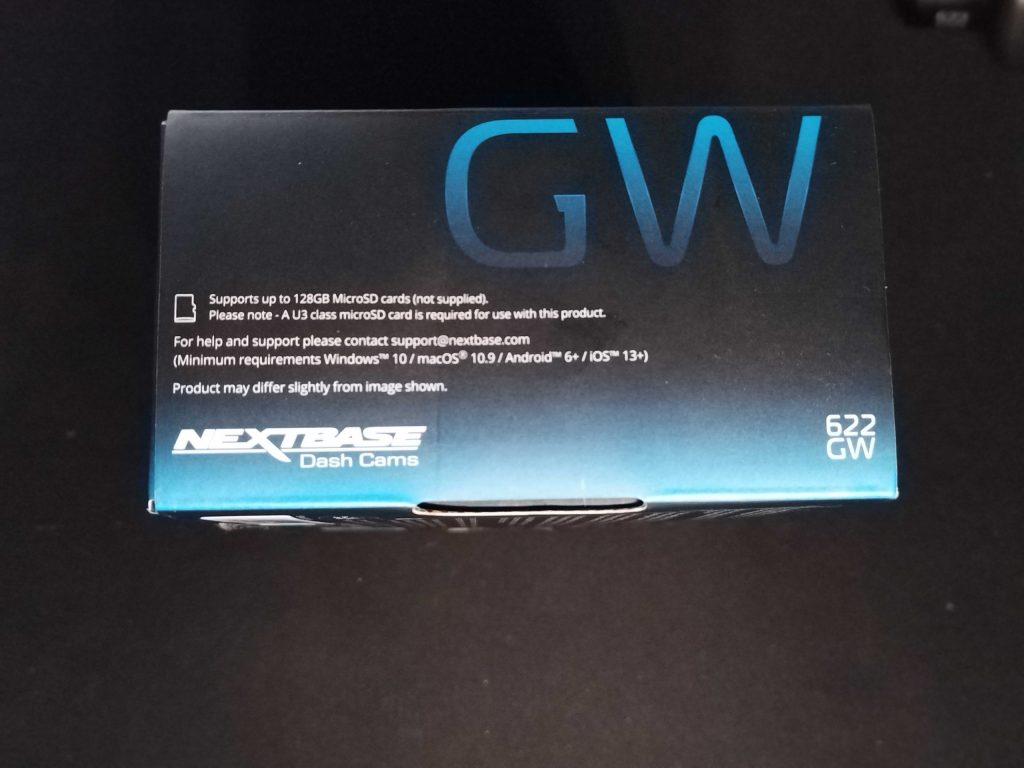 GW
Supports up to 128GB MicroSD cards (not supplied).
Please note - A U3 class microSD card is required for use with this product.
For help and support please contact support@nextbase.com
(Minimum requirements Windows™ 10 / macOS® 10.9 / Android™ 6+ / iOS™ 13+)
Product may differ slightly from image shown.
NEXTBASE
Dash Cams
622
GW